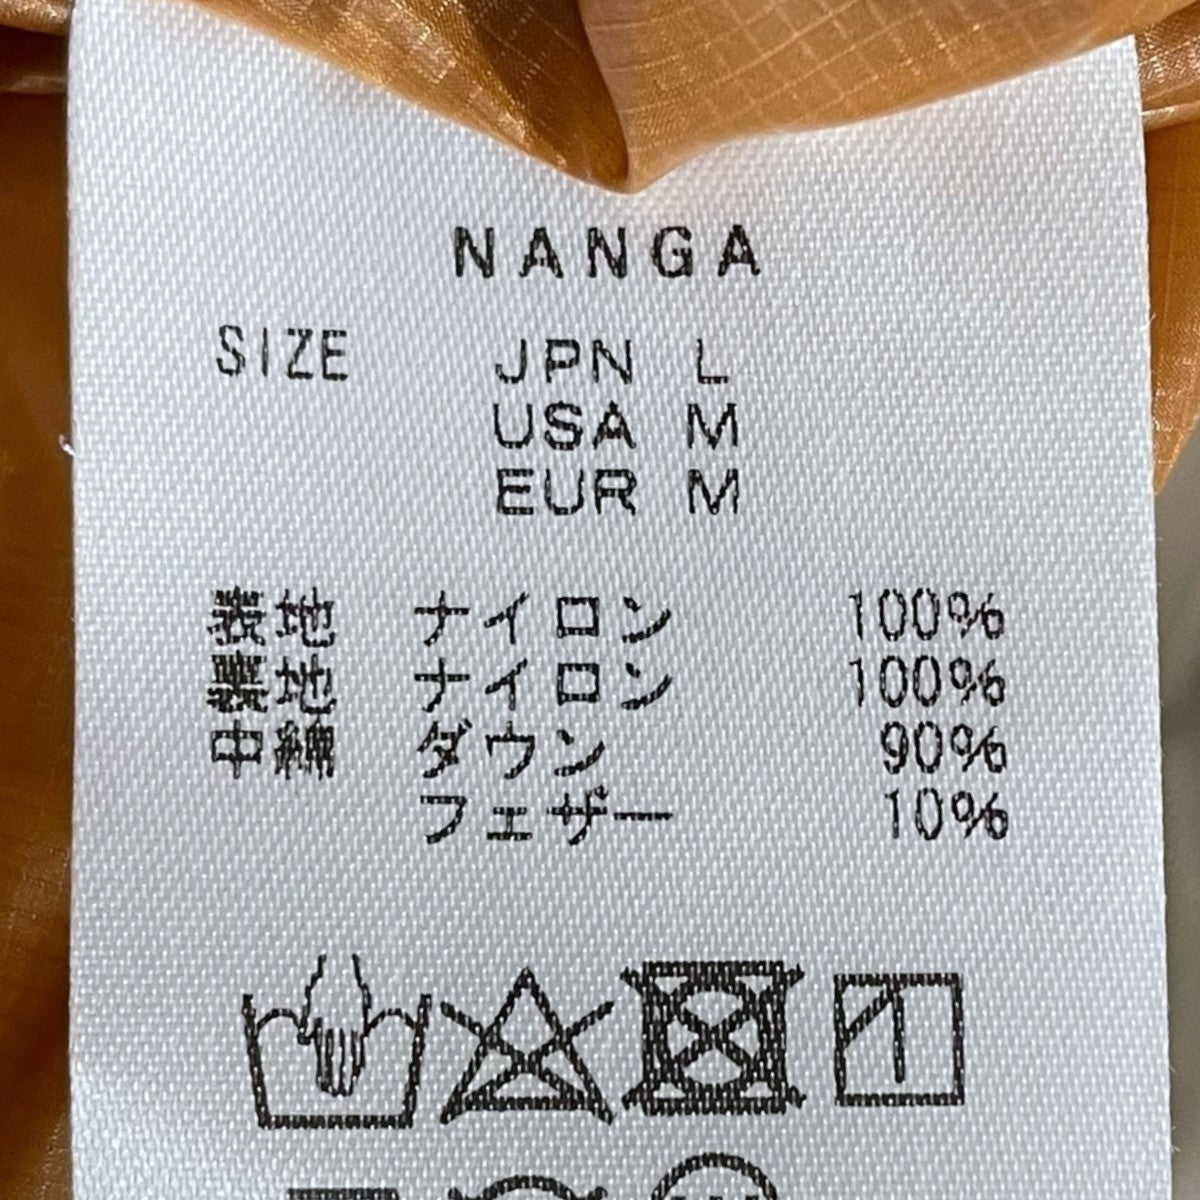 NANGA
SIZE JPN L
USA M
EUR M
表地 ナイロン 100%
裏地 ナイロン 100%
中綿 ダウン 90%
フェザー 10%